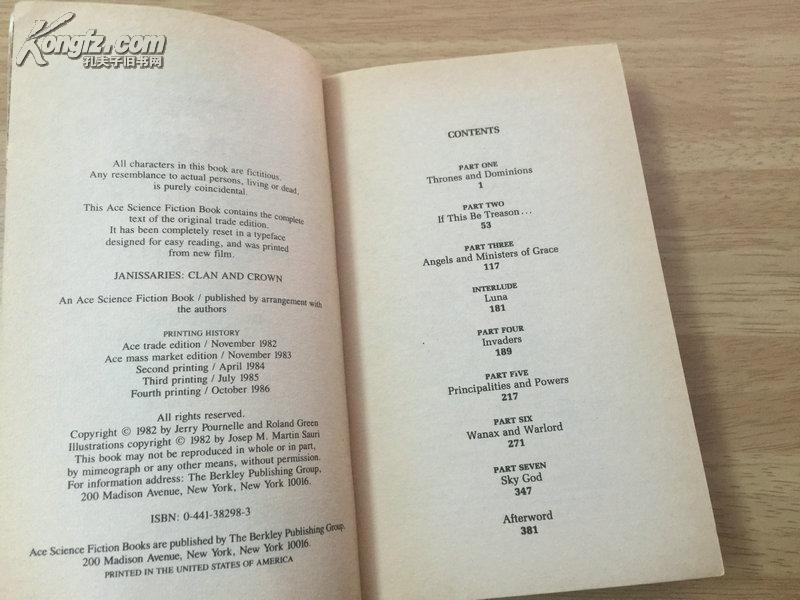 Kongfz.com
孔夫子旧书网
All characters in this book are fictitious.
Any resemblance to actual persons, living or dead,
is purely coincidental.
This Ace Science Fiction Book contains the complete
text of the original trade edition.
It has been completely reset in a typeface
designed for easy reading, and was printed
from new film.
JANISSARIES: CLAN AND CROWN
An Ace Science Fiction Book / published by arrangement with
the authors
PRINTING HISTORY
Ace trade edition / November 1982
Ace mass market edition / November 1983
Second printing / April 1984
Third printing / July 1985
Fourth printing / October 1986
All rights reserved.
Copyright © 1982 by Jerry Pournelle and Roland Green
Illustrations copyright © 1982 by Josep M. Martin Sauri
This book may not be reproduced in whole or in part,
by mimeograph or any other means, without permission.
For information address: The Berkley Publishing Group,
200 Madison Avenue, New York, New York 10016.
ISBN: 0-441-38298-3
Ace Science Fiction Books are published by The Berkley Publishing Group,
200 Madison Avenue, New York, New York 10016.
PRINTED IN THE UNITED STATES OF AMERICA
CONTENTS
PART ONE
Thrones and Dominions
1
PART TWO
If This Be Treason...
53
PART THREE
Angels and Ministers of Grace
117
INTERLUDE
Luna
181
PART FOUR
Invaders
189
PART FIVE
Principalities and Powers
217
PART SIX
Wanax and Warlord
271
PART SEVEN
Sky God
347
Afterword
381